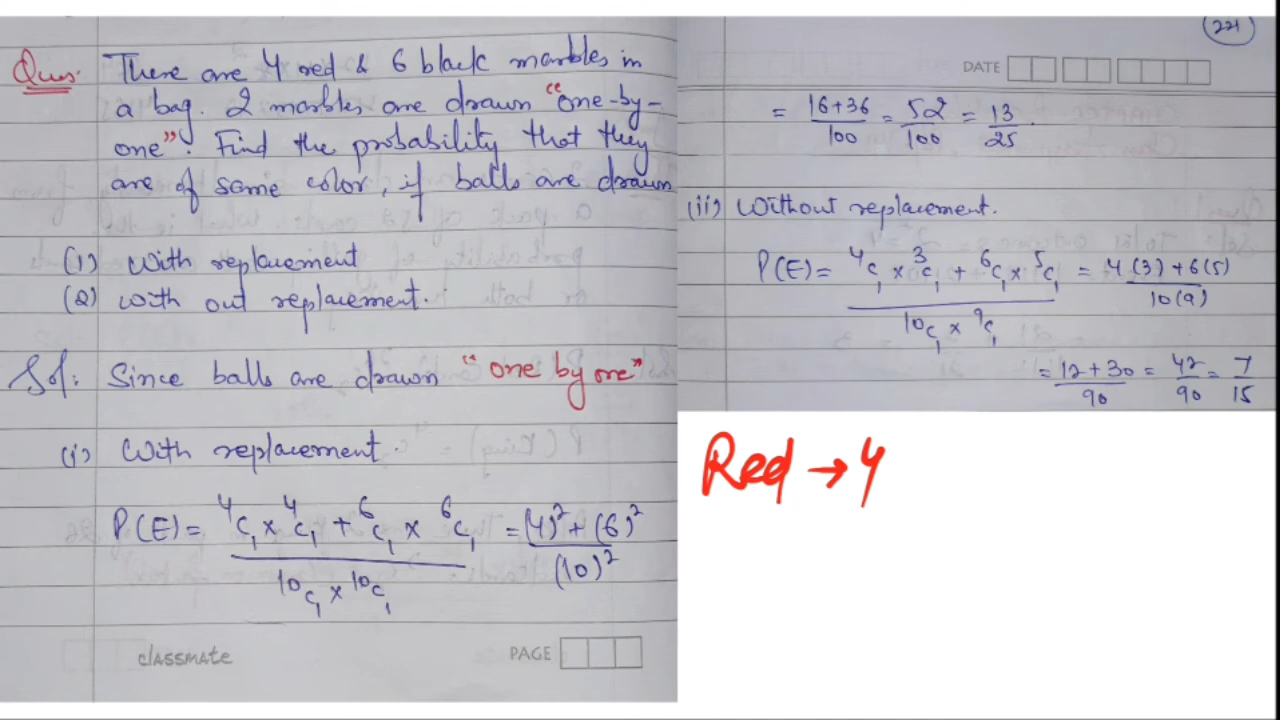 Ques. There are 4 red & 6 black marbles in
a bag. 2 marbles are drawn "one-by-
one". Find the probability that they
are of same color, if balls are drawn
(1) With replacement
(2) With out replacement.
Sol: Since balls are drawn "one by one"
(i) With replacement.
P(E) = ⁴C₁ × ⁴C₁ + ⁶C₁ × ⁶C₁ / ¹⁰C₁ × ¹⁰C₁ = (4)² + (6)² / (10)²
classmate PAGE
221
DATE
= 16+36/100 = 52/100 = 13/25.
(ii) Without replacement.
P(E) = ⁴C₁ × ³C₁ + ⁶C₁ × ⁵C₁ / ¹⁰C₁ × ⁹C₁ = 4(3)+6(5) / 10(9)
= 12+30/90 = 42/90 = 7/15
Red → 4